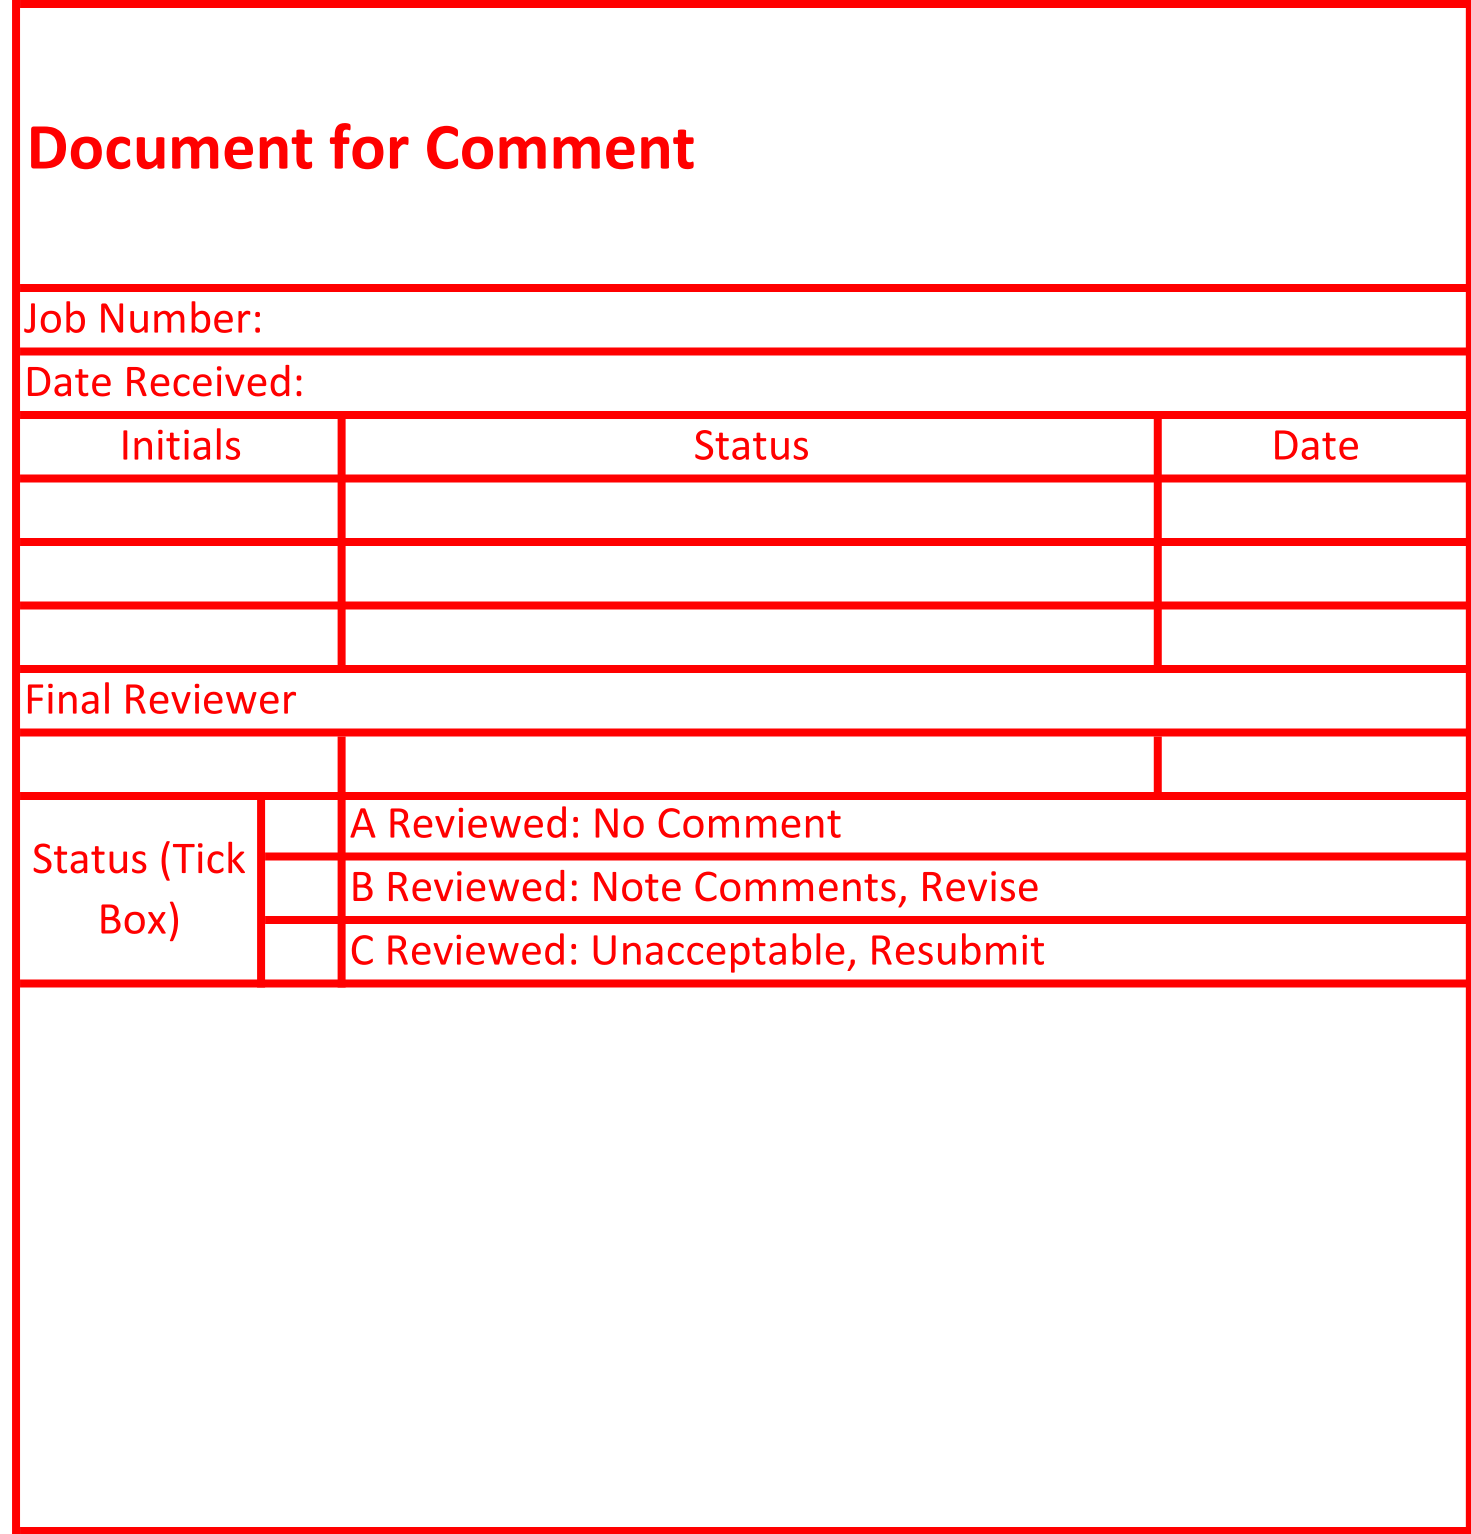 Document for Comment
Job Number:
Date Received:
Initials Status Date
Final Reviewer
Status (Tick
Box)
A Reviewed: No Comment
B Reviewed: Note Comments, Revise
C Reviewed: Unacceptable, Resubmit